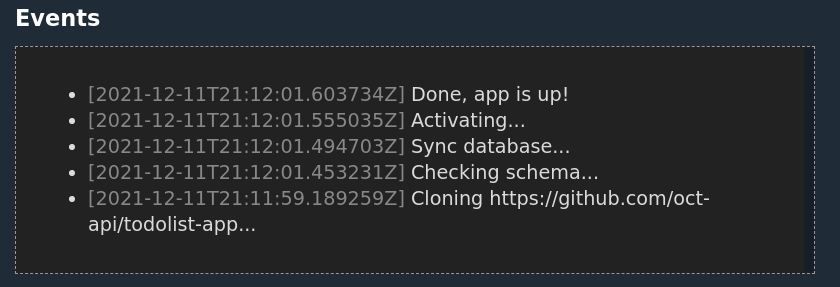 Events
[2021-12-11T21:12:01.603734Z] Done, app is up!
[2021-12-11T21:12:01.555035Z] Activating...
[2021-12-11T21:12:01.494703Z] Sync database...
[2021-12-11T21:12:01.453231Z] Checking schema...
[2021-12-11T21:11:59.189259Z] Cloning https://github.com/oct-
api/todolist-app...